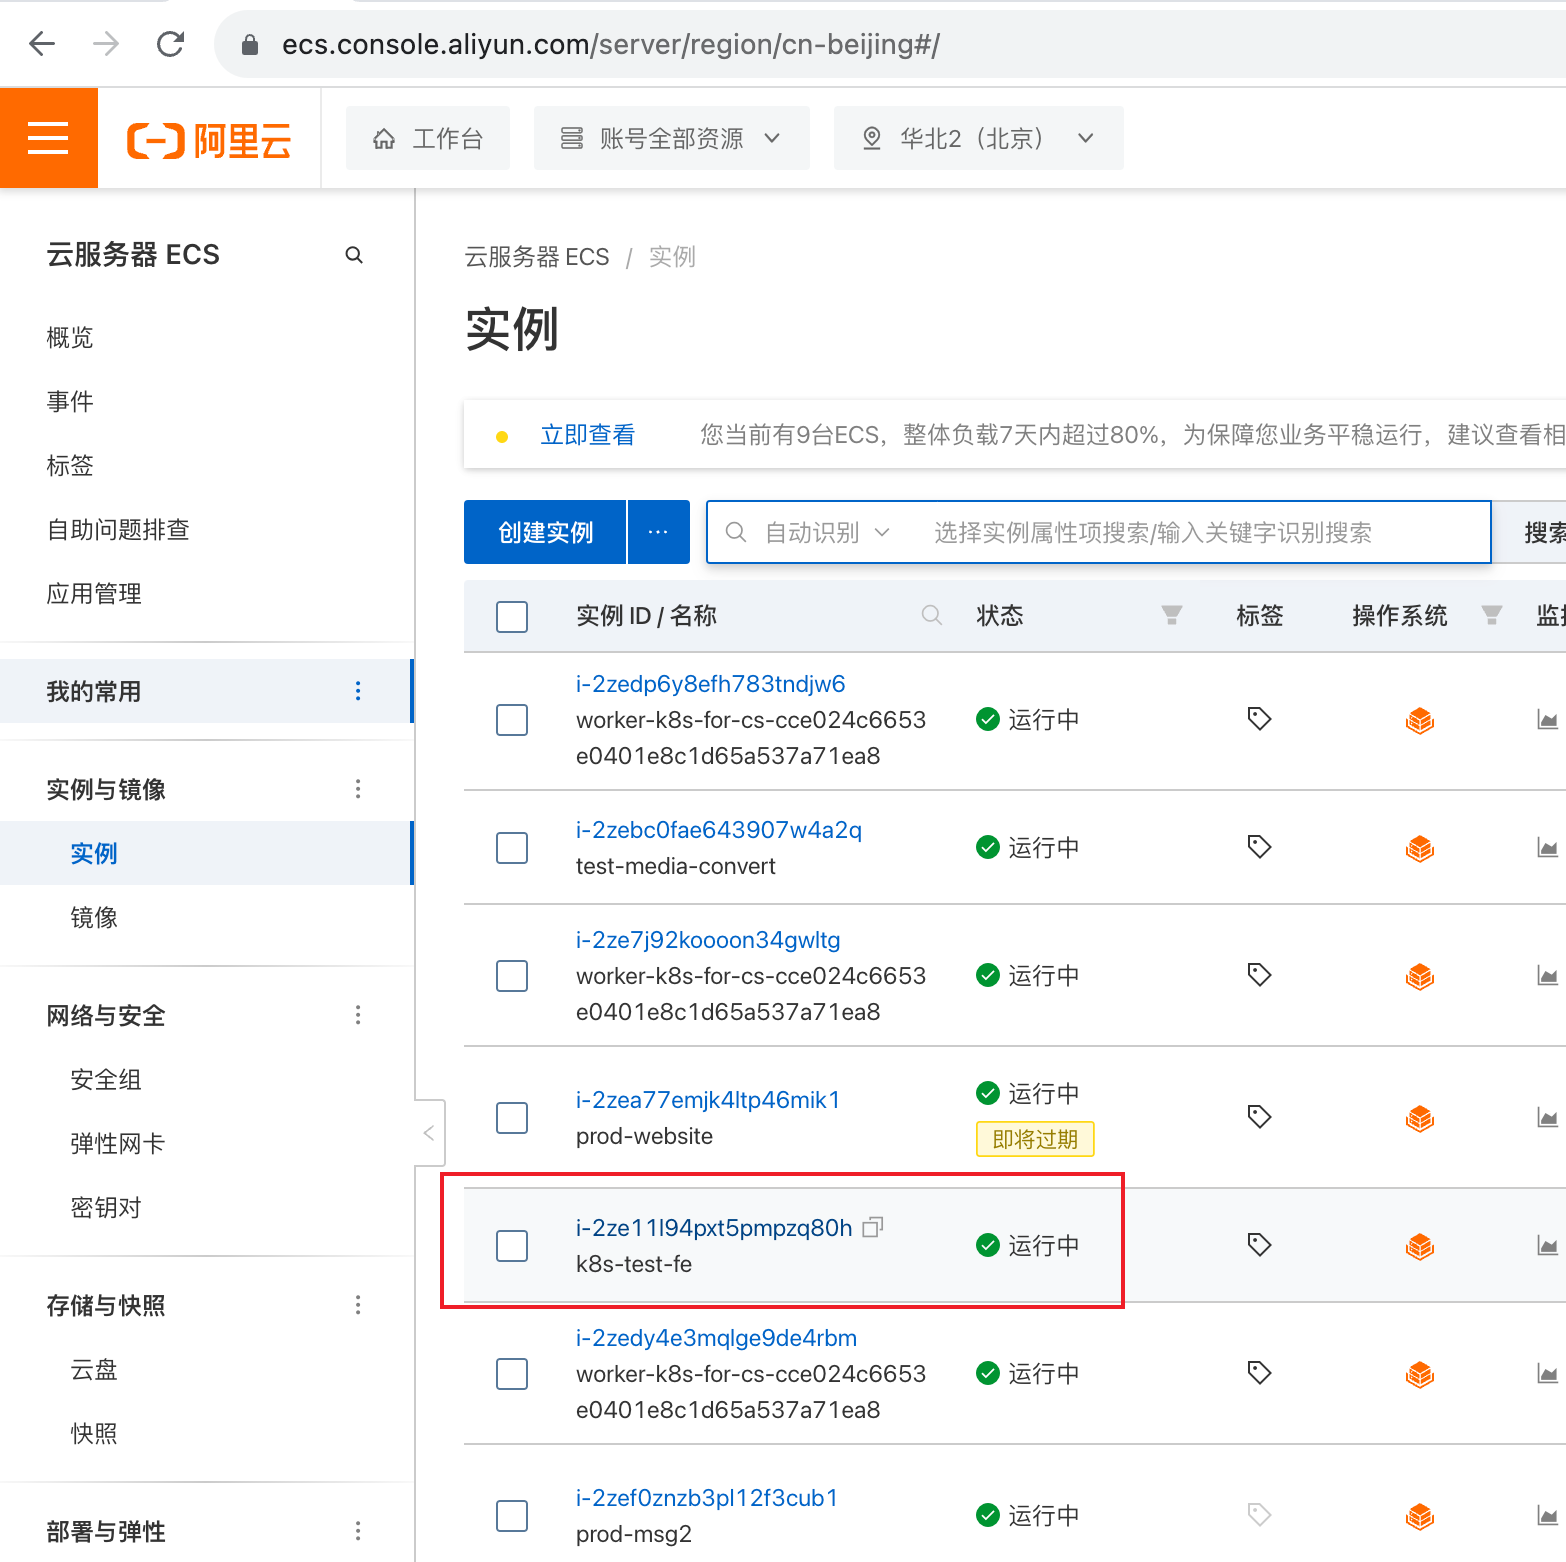 ecs.console.aliyun.com/server/region/cn-beijing#/
阿里云
工作台
账号全部资源
华北2（北京）
云服务器 ECS
概览
事件
标签
自助问题排查
应用管理
我的常用
实例与镜像
实例
镜像
网络与安全
安全组
弹性网卡
密钥对
存储与快照
云盘
快照
部署与弹性
云服务器 ECS / 实例
实例
立即查看 您当前有9台ECS，整体负载7天内超过80%，为保障您业务平稳运行，建议查看相
创建实例 ... 自动识别 选择实例属性项搜索/输入关键字识别搜索 搜索
实例 ID / 名称 状态 标签 操作系统 监控
i-2zedp6y8efh783tndjw6
worker-k8s-for-cs-cce024c6653 运行中
e0401e8c1d65a537a71ea8
i-2zebc0fae643907w4a2q
test-media-convert 运行中
i-2ze7j92koooon34gwltg
worker-k8s-for-cs-cce024c6653 运行中
e0401e8c1d65a537a71ea8
i-2zea77emjk4ltp46mik1 运行中
prod-website 即将过期
i-2ze11l94pxt5pmpzq80h
k8s-test-fe 运行中
i-2zedy4e3mqlge9de4rbm
worker-k8s-for-cs-cce024c6653 运行中
e0401e8c1d65a537a71ea8
i-2zef0znzb3pl12f3cub1
prod-msg2 运行中